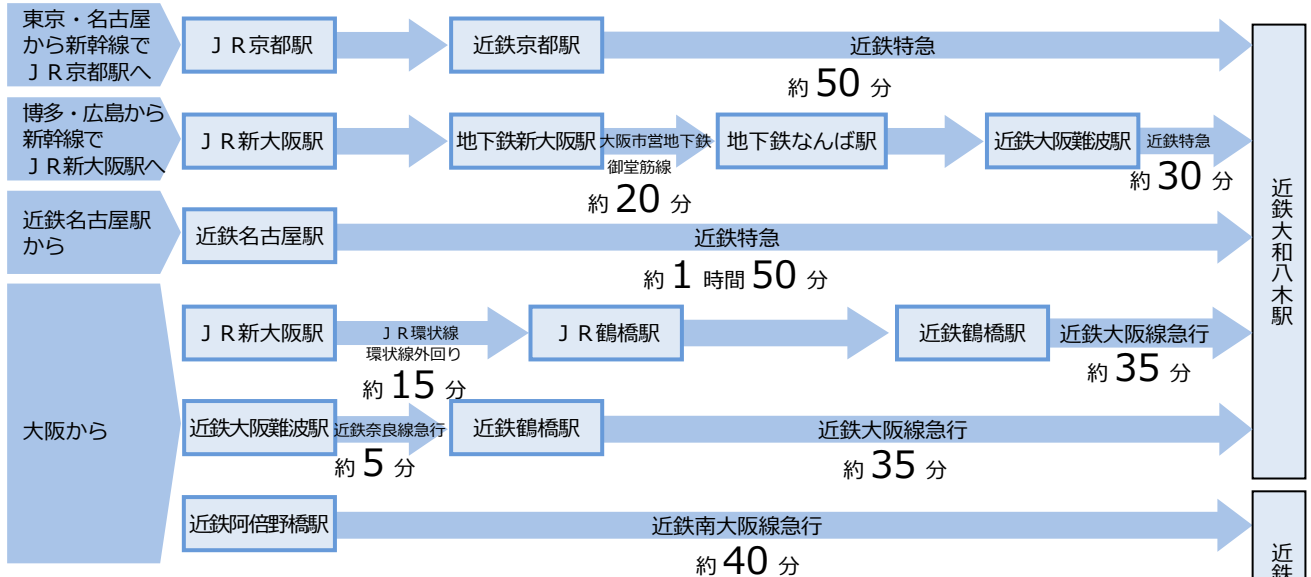 東京・名古屋
から新幹線で
ＪＲ京都駅へ
ＪＲ京都駅
近鉄京都駅
近鉄特急
約 50 分
博多・広島から
新幹線で
ＪＲ新大阪駅へ
ＪＲ新大阪駅
地下鉄新大阪駅
大阪市営地下鉄
御堂筋線
約 20 分
地下鉄なんば駅
近鉄大阪難波駅
近鉄特急
約 30 分
近鉄名古屋駅
から
近鉄名古屋駅
近鉄特急
約 1 時間 50 分
大阪から
ＪＲ新大阪駅
ＪＲ環状線
環状線外回り
約 15 分
ＪＲ鶴橋駅
近鉄鶴橋駅
近鉄大阪線急行
約 35 分
近鉄大阪難波駅
近鉄奈良線急行
約 5 分
近鉄鶴橋駅
近鉄大阪線急行
約 35 分
近鉄阿倍野橋駅
近鉄南大阪線急行
約 40 分
近鉄大和八木駅
近鉄